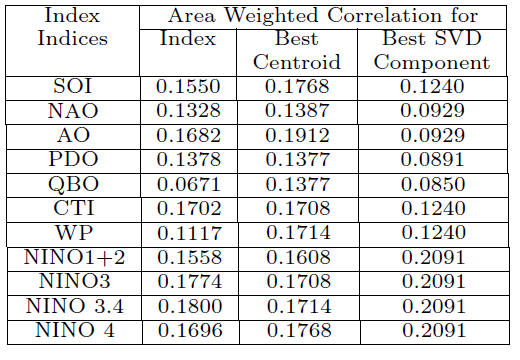 Index Area Weighted Correlation for
Indices Index Best Best SVD
Centroid Component
SOI 0.1550 0.1768 0.1240
NAO 0.1328 0.1387 0.0929
AO 0.1682 0.1912 0.0929
PDO 0.1378 0.1377 0.0891
QBO 0.0671 0.1377 0.0850
CTI 0.1702 0.1708 0.1240
WP 0.1117 0.1714 0.1240
NINO1+2 0.1558 0.1608 0.2091
NINO3 0.1774 0.1708 0.2091
NINO 3.4 0.1800 0.1714 0.2091
NINO 4 0.1696 0.1768 0.2091